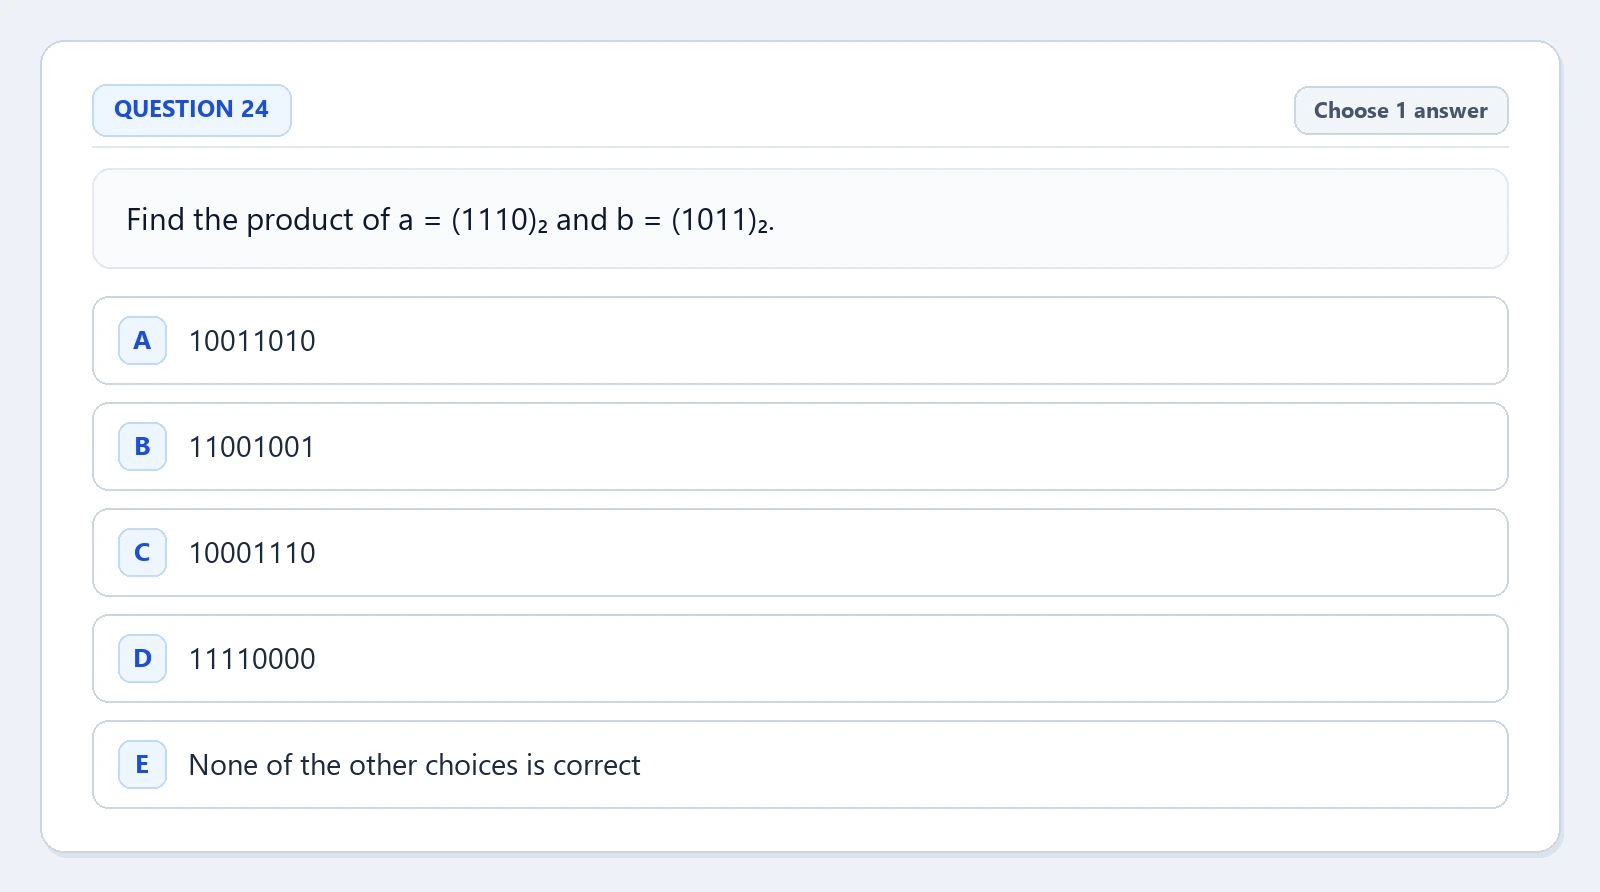 QUESTION 24
Choose 1 answer
Find the product of a = (1110)₂ and b = (1011)₂.
A 10011010
B 11001001
C 10001110
D 11110000
E None of the other choices is correct